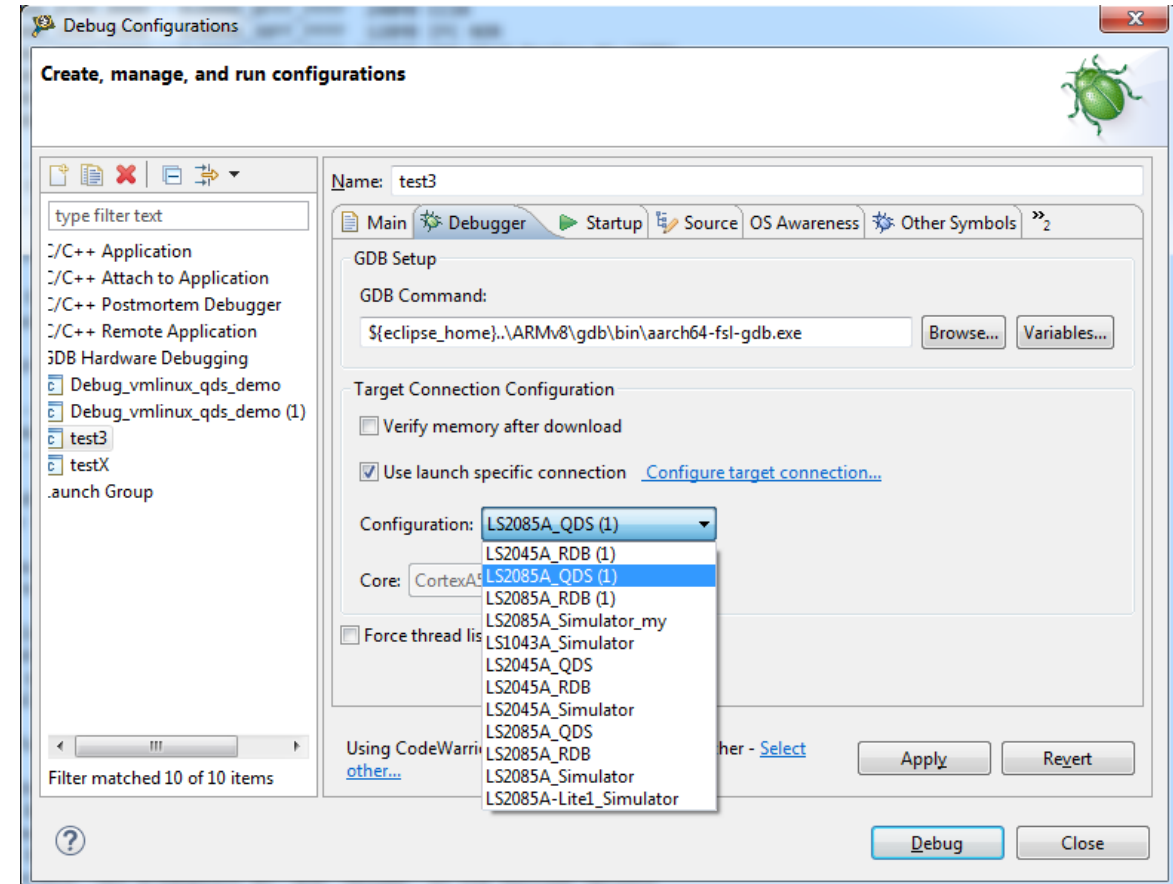 Debug Configurations
Create, manage, and run configurations
type filter text
C/C++ Application
C/C++ Attach to Application
C/C++ Postmortem Debugger
C/C++ Remote Application
GDB Hardware Debugging
Debug_vmlinux_qds_demo
Debug_vmlinux_qds_demo (1)
test3
testX
Launch Group
Filter matched 10 of 10 items
Name: test3
Main Debugger Startup Source OS Awareness Other Symbols »2
GDB Setup
GDB Command:
${eclipse_home}..\ARMv8\gdb\bin\aarch64-fsl-gdb.exe Browse... Variables...
Target Connection Configuration
Verify memory after download
Use launch specific connection Configure target connection...
Configuration: LS2085A_QDS (1)
LS2045A_RDB (1)
LS2085A_QDS (1)
LS2085A_RDB (1)
LS2085A_Simulator_my
LS1043A_Simulator
LS2045A_QDS
LS2045A_RDB
LS2045A_Simulator
LS2085A_QDS
LS2085A_RDB
LS2085A_Simulator
LS2085A-Lite1_Simulator
Core: CortexA
Force thread lis
Using CodeWarri her - Select
other...
Apply Revert
Debug Close